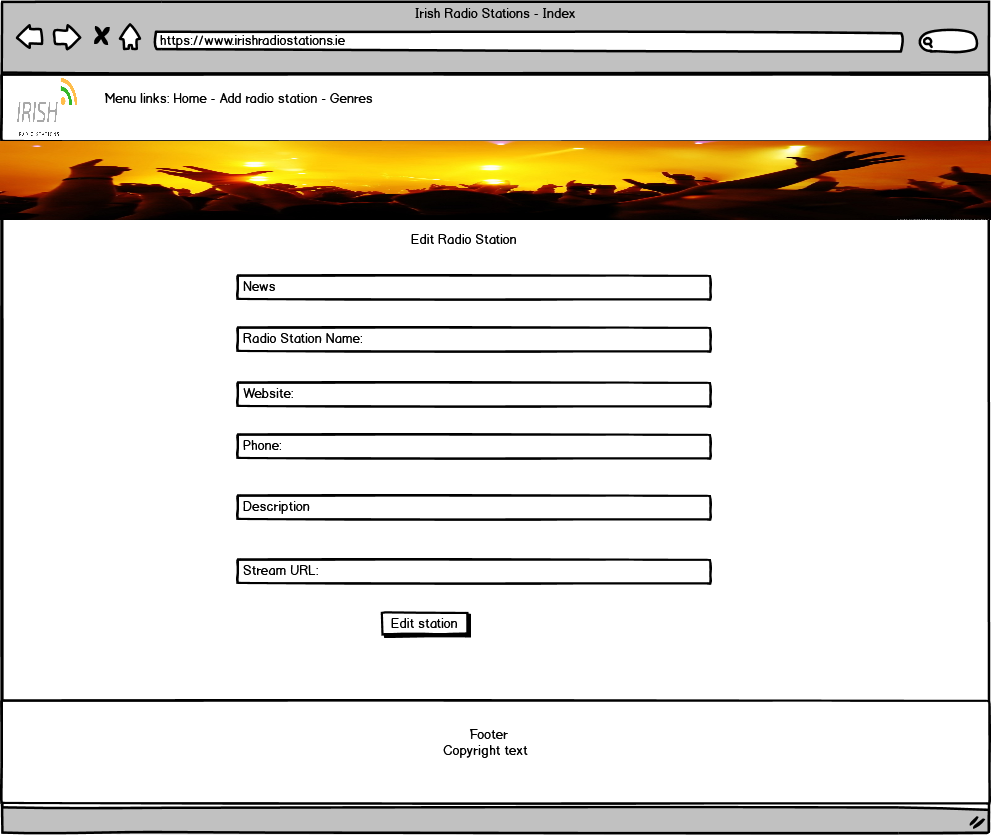 Irish Radio Stations - Index
https://www.irishradiostations.ie
IRISH
RADIO STATIONS
Menu links: Home - Add radio station - Genres
Edit Radio Station
News
Radio Station Name:
Website:
Phone:
Description
Stream URL:
Edit station
Footer
Copyright text